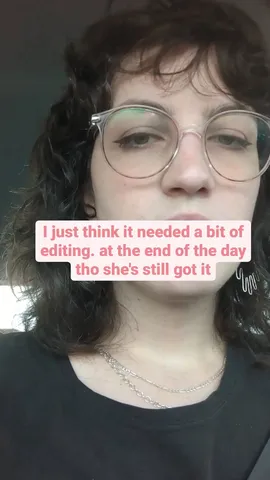 I just think it needed a bit of
editing. at the end of the day
tho she's still got it